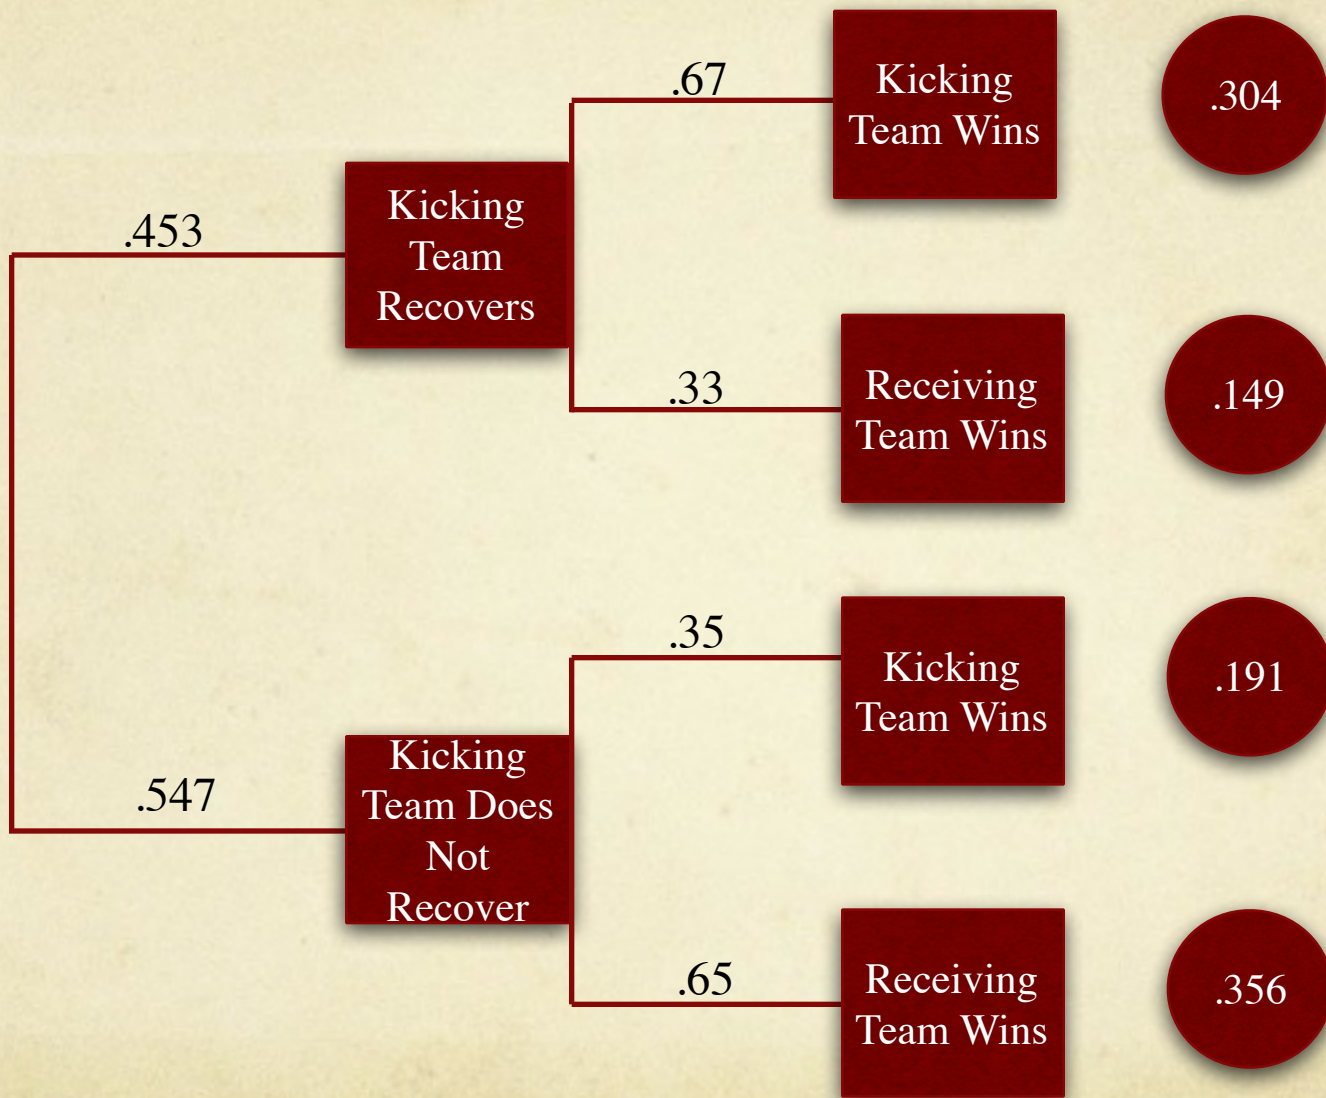 .67
Kicking
Team Wins
.304
.453
Kicking
Team
Recovers
.33
Receiving
Team Wins
.149
.35
Kicking
Team Wins
.191
.547
Kicking
Team Does
Not
Recover
.65
Receiving
Team Wins
.356